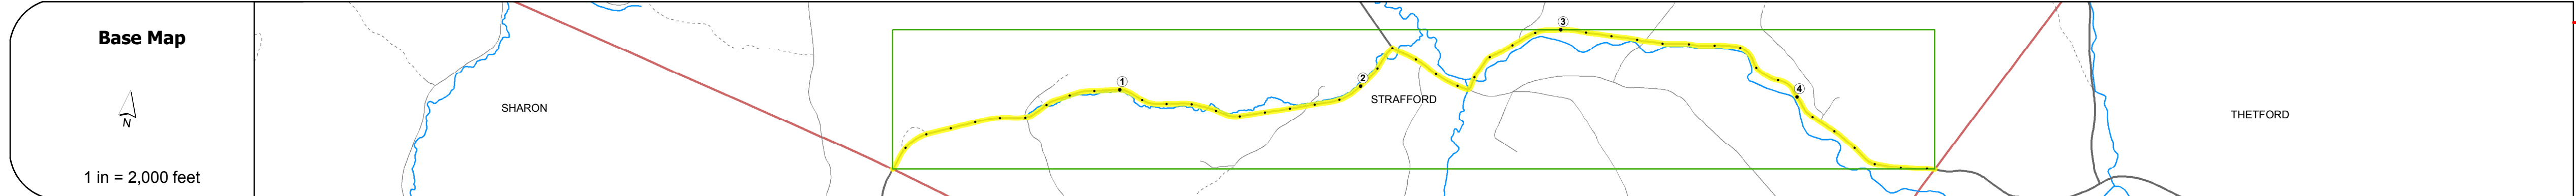 Base Map
N
1 in = 2,000 feet
SHARON
1
2
STRAFFORD
3
4
THETFORD